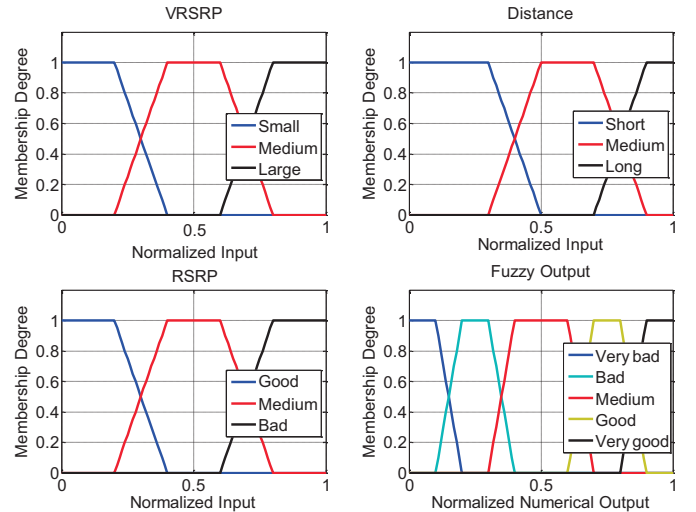 VRSRP
Membership Degree
1
0.8
0.6
0.4
0.2
0
0
0.5
1
Normalized Input
Small
Medium
Large
Distance
Membership Degree
1
0.8
0.6
0.4
0.2
0
0
0.5
1
Normalized Input
Short
Medium
Long
RSRP
Membership Degree
1
0.8
0.6
0.4
0.2
0
0
0.5
1
Normalized Input
Good
Medium
Bad
Fuzzy Output
Membership Degree
1
0.8
0.6
0.4
0.2
0
0
0.5
1
Normalized Numerical Output
Very bad
Bad
Medium
Good
Very good